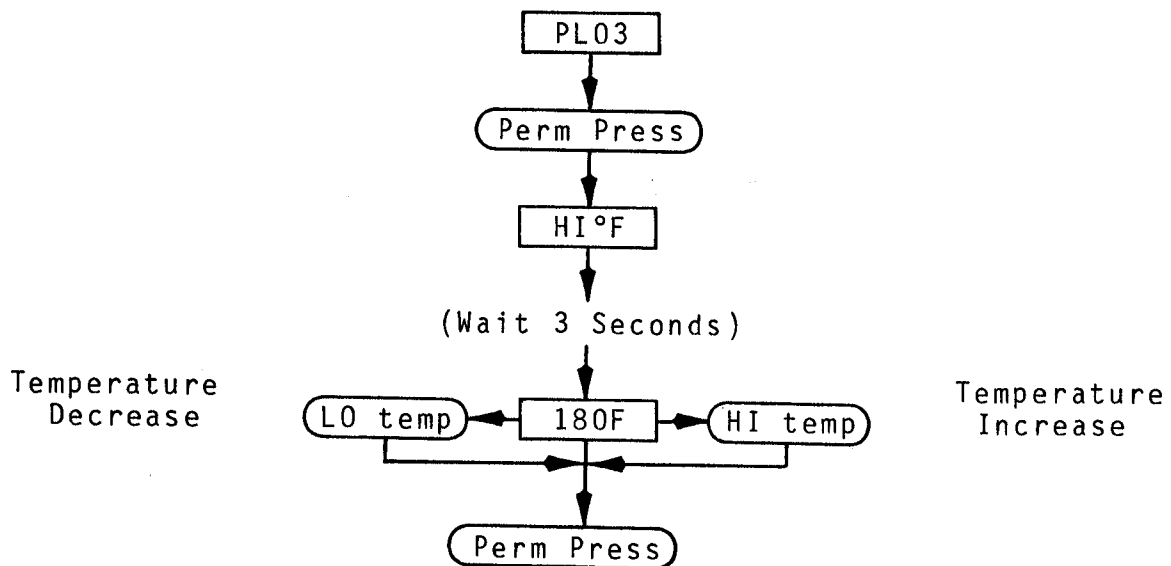 PL03
Perm Press
HI°F
(Wait 3 Seconds)
Temperature
Decrease
LO temp
180F
HI temp
Temperature
Increase
Perm Press